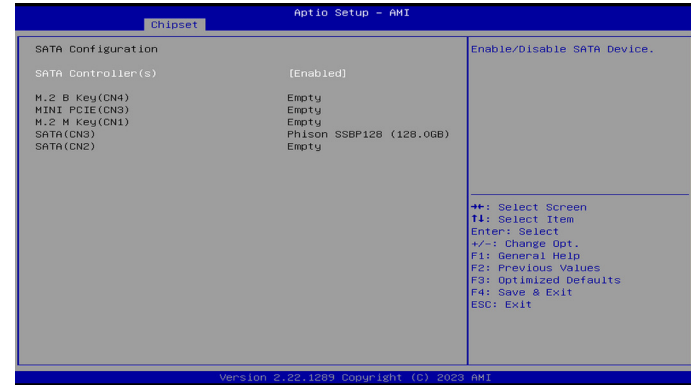 Aptio Setup - AMI
Chipset
SATA Configuration
SATA Controller(s) [Enabled]
M.2 B Key(CN4) Empty
MINI PCIE(CN3) Empty
M.2 M Key(CN1) Empty
SATA(CN3) Phison SSBP128 (128.0GB)
SATA(CN2) Empty
Enable/Disable SATA Device.
→←: Select Screen
↑↓: Select Item
Enter: Select
+/-: Change Opt.
F1: General Help
F2: Previous Values
F3: Optimized Defaults
F4: Save & Exit
ESC: Exit
Version 2.22.1289 Copyright (C) 2023 AMI